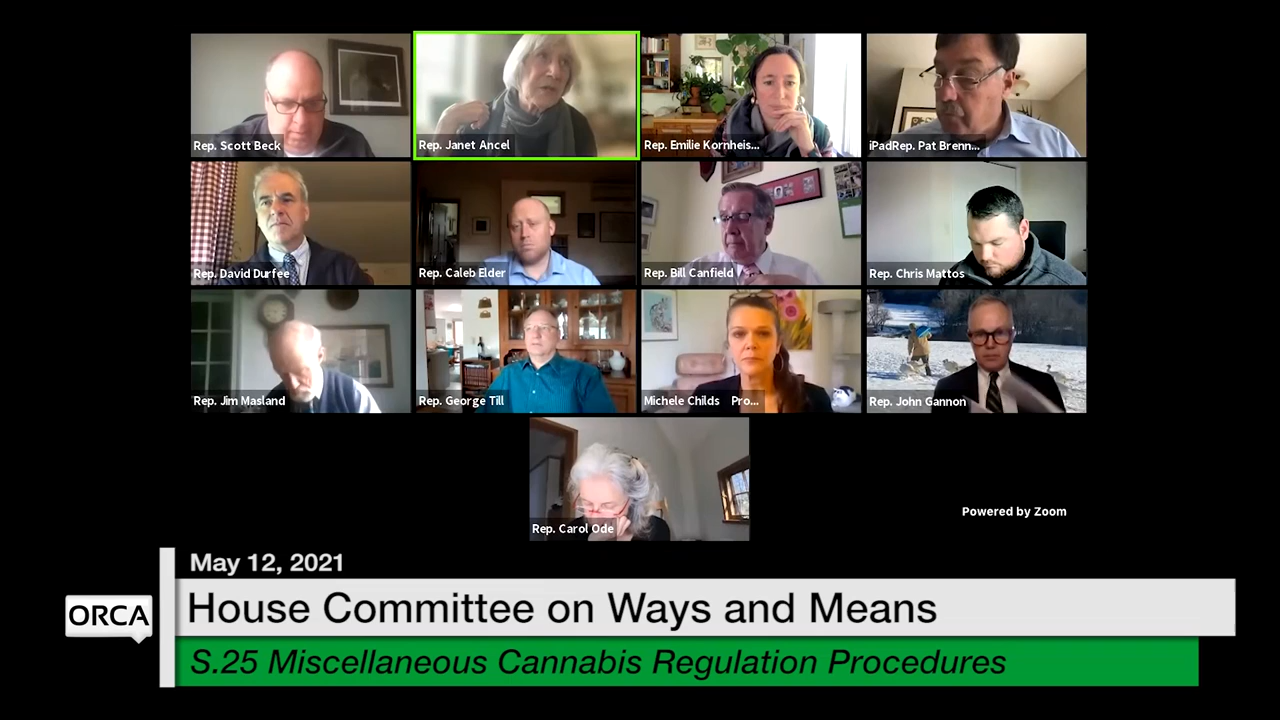 Rep. Scott Beck
Rep. Janet Ancel
Rep. Emilie Kornheis...
iPadRep. Pat Brenn...
Rep. David Durfee
Rep. Caleb Elder
Rep. Bill Canfield
Rep. Chris Mattos
Rep. Jim Masland
Rep. George Till
Michele Childs Pro...
Rep. John Gannon
Rep. Carol Ode
Powered by Zoom
May 12, 2021
ORCA
House Committee on Ways and Means
S.25 Miscellaneous Cannabis Regulation Procedures